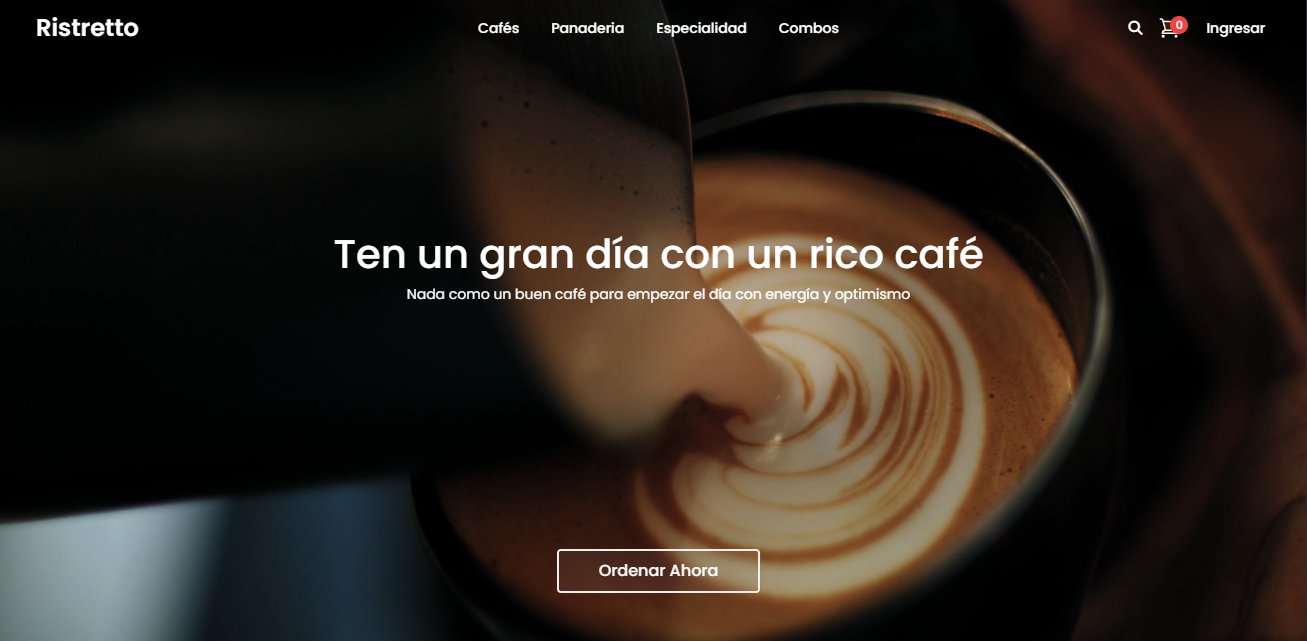 Ristretto
Cafés Panaderia Especialidad Combos
0
Ingresar
Ten un gran día con un rico café
Nada como un buen café para empezar el día con energía y optimismo
Ordenar Ahora